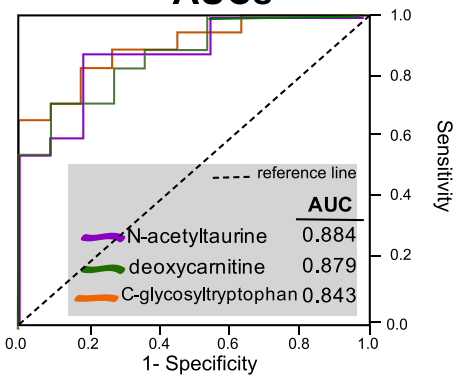 AUCs
1.0
0.8
0.6
0.4
0.2
0.0
Sensitivity
reference line
AUC
N-acetyltaurine 0.884
deoxycarnitine 0.879
C-glycosyltryptophan 0.843
0.0 0.2 0.4 0.6 0.8 1.0
1- Specificity